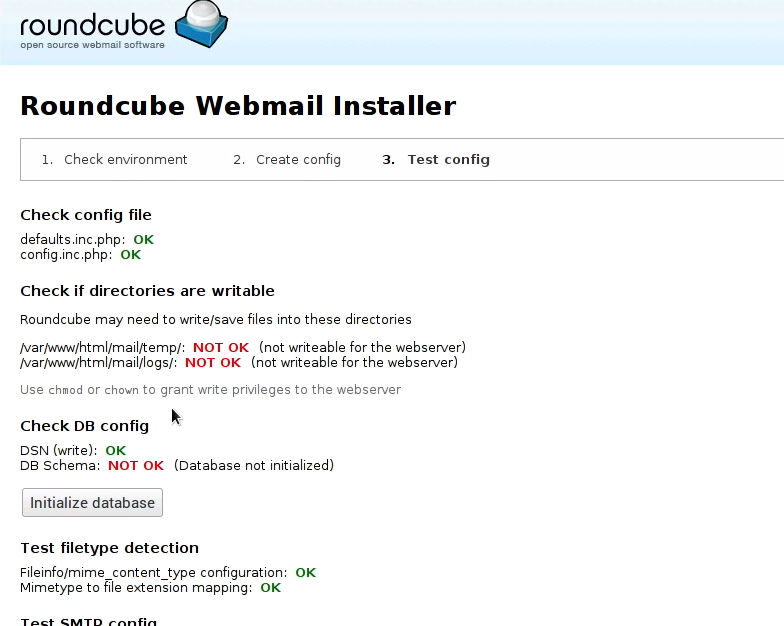 roundcube
open source webmail software
Roundcube Webmail Installer
1. Check environment 2. Create config 3. Test config
Check config file
defaults.inc.php: OK
config.inc.php: OK
Check if directories are writable
Roundcube may need to write/save files into these directories
/var/www/html/mail/temp/: NOT OK (not writeable for the webserver)
/var/www/html/mail/logs/: NOT OK (not writeable for the webserver)
Use chmod or chown to grant write privileges to the webserver
Check DB config
DSN (write): OK
DB Schema: NOT OK (Database not initialized)
Initialize database
Test filetype detection
Fileinfo/mime_content_type configuration: OK
Mimetype to file extension mapping: OK
Test SMTP config